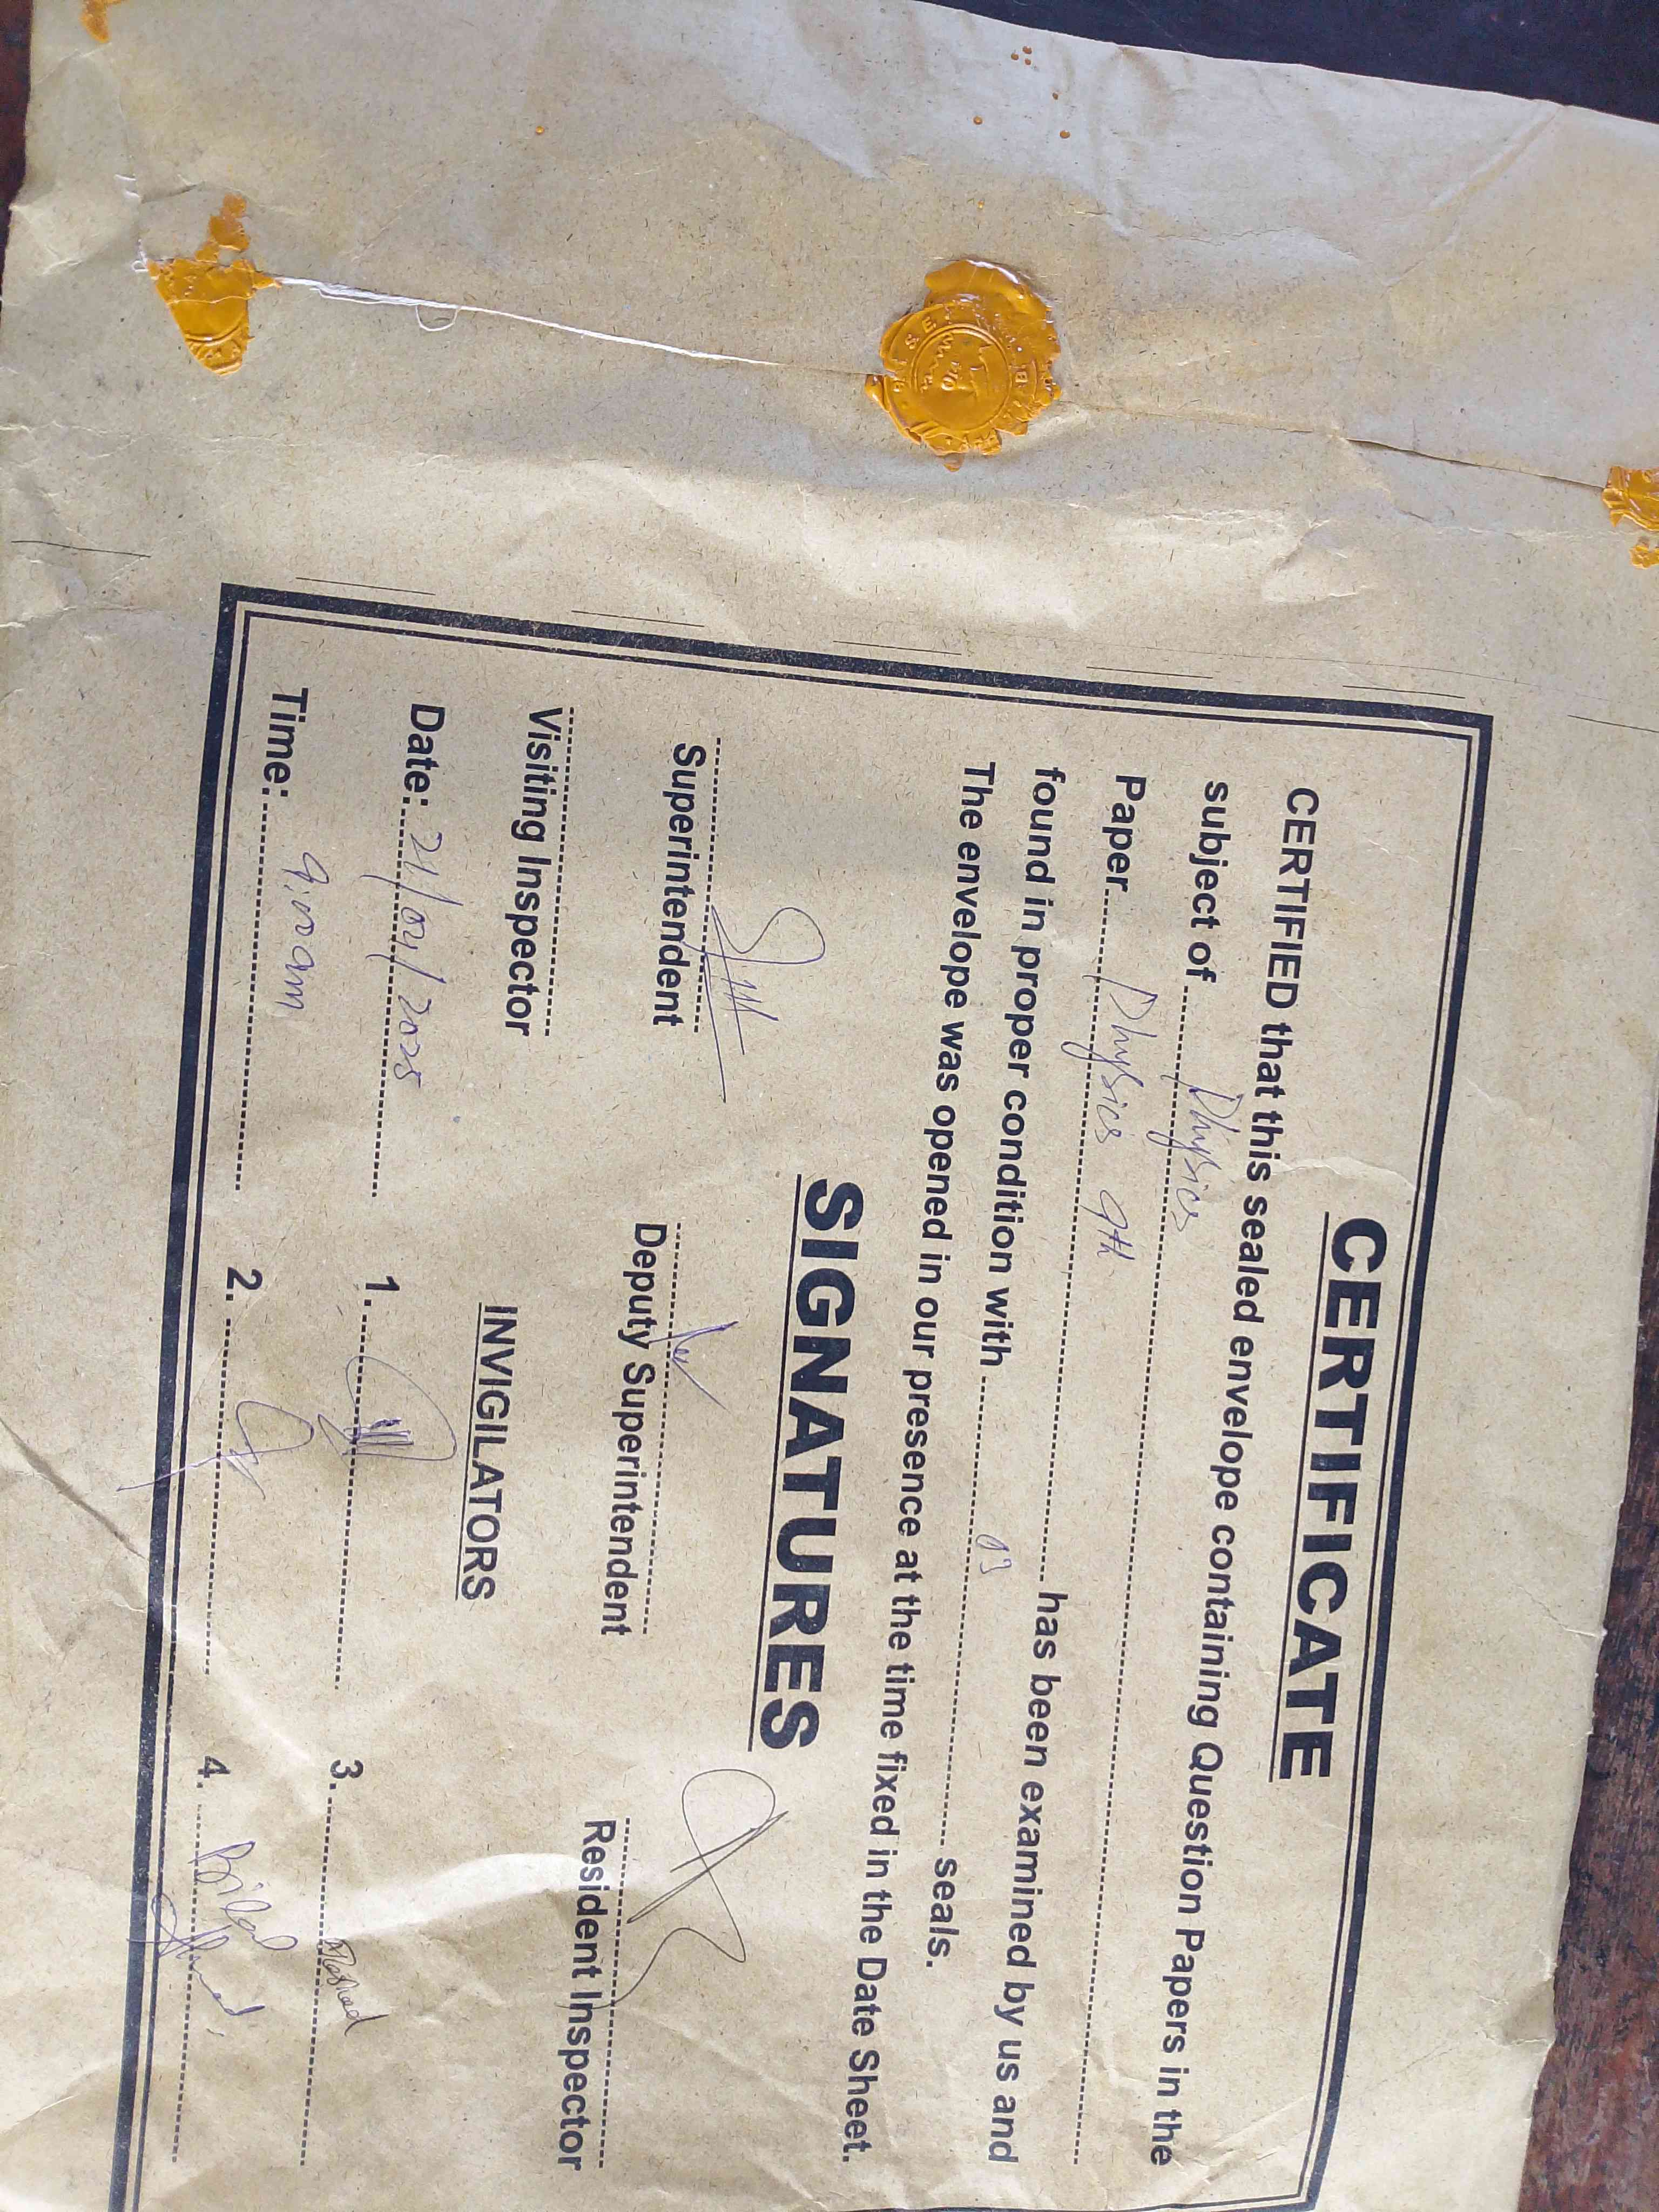 CERTIFICATE
CERTIFIED that this sealed envelope containing Question Papers in the
subject of Physics
Paper Physics 9th has been examined by us and
found in proper condition with 03 seals.
The envelope was opened in our presence at the time fixed in the Date Sheet.
SIGNATURES
Superintendent
Deputy Superintendent
Resident Inspector
Visiting Inspector
INVIGILATORS
Date: 21/04/2025
1.
3.
Time: 9:00 am
2.
4. Bilal